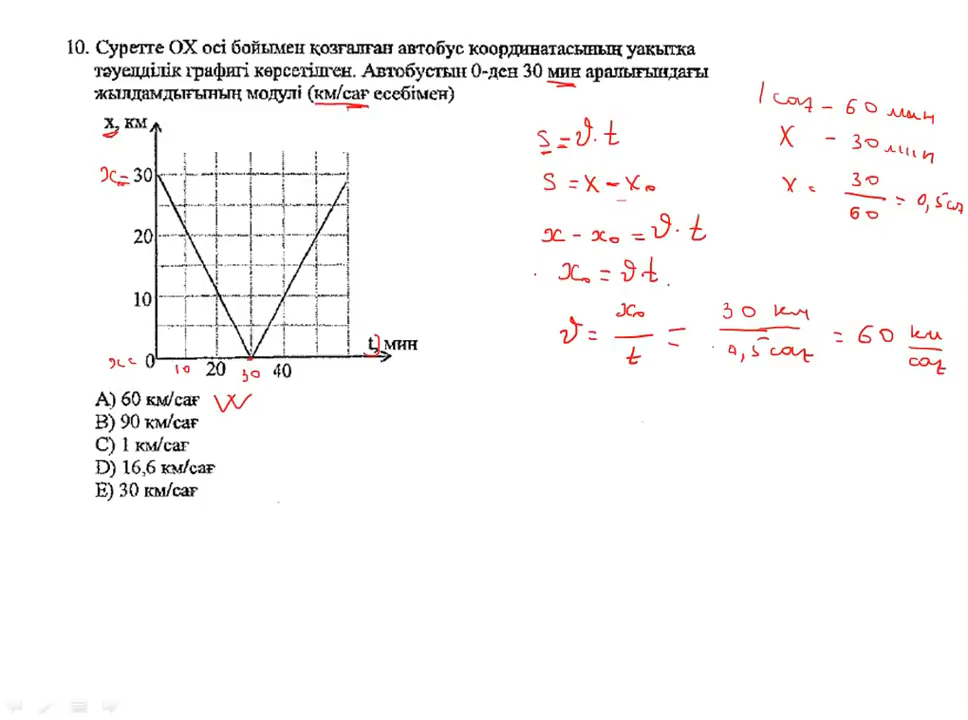 10. Суретте ОХ осі бойымен қозғалған автобус координатасының уақытқа
тәуелділік графигі көрсетілген. Автобустың 0-ден 30 мин аралығындағы
жылдамдығының модулі (км/сағ есебімен)
x, км
x = 30
20
10
x = 0
10 20 30 40
t, мин
A) 60 км/сағ
B) 90 км/сағ
C) 1 км/сағ
D) 16,6 км/сағ
E) 30 км/сағ
S = ϑ · t
S = x - x₀
x - x₀ = ϑ · t
x₀ = ϑ t.
ϑ = x₀ / t = 30 км / 0,5 сағ = 60 км / сағ
1 сағ - 60 мин
X - 30 мин
x = 30 / 60 = 0,5 сағ